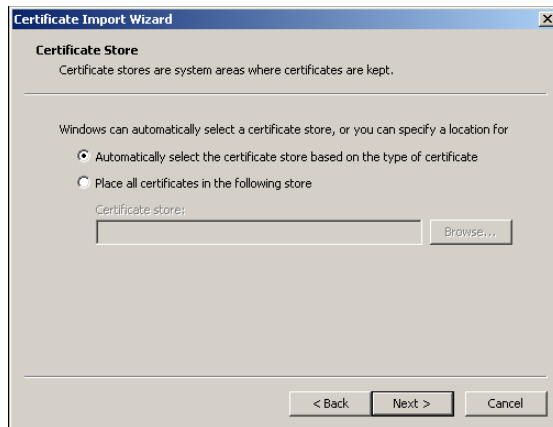 Certificate Import Wizard
Certificate Store
Certificate stores are system areas where certificates are kept.
Windows can automatically select a certificate store, or you can specify a location for
Automatically select the certificate store based on the type of certificate
Place all certificates in the following store
Certificate store:
Browse...
< Back
Next >
Cancel